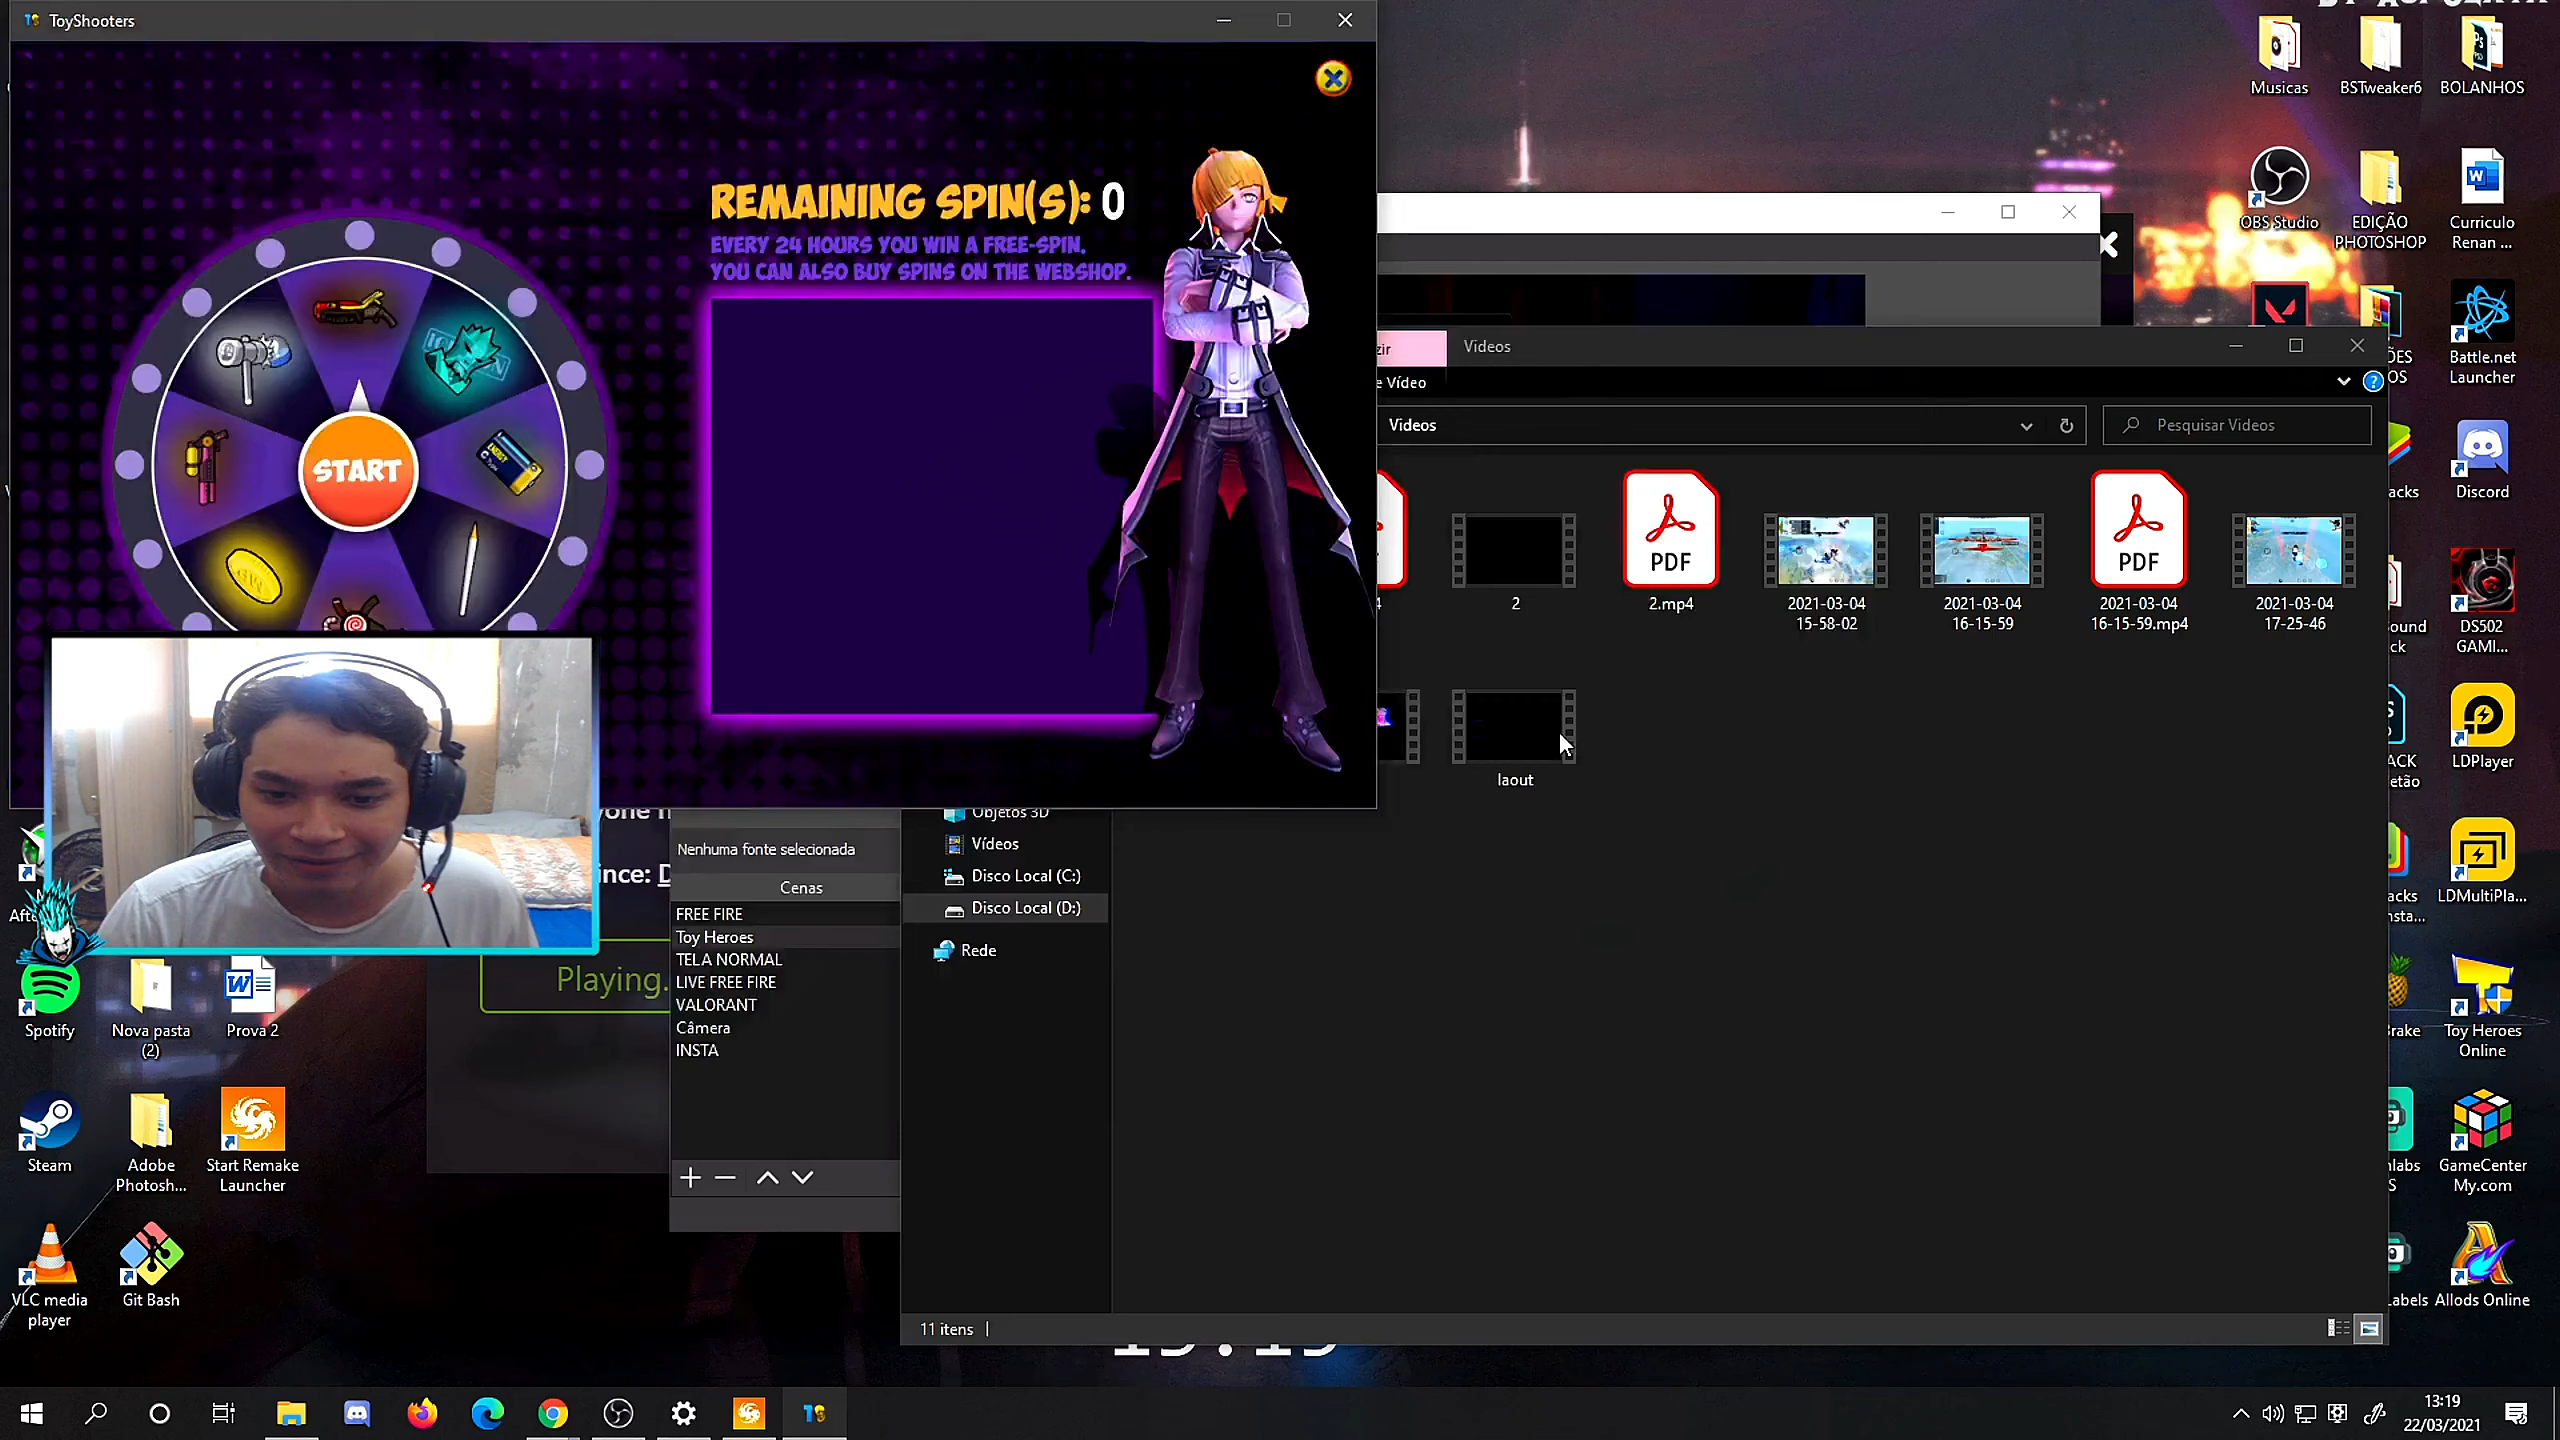 ToyShooters
REMAINING SPIN(S): 0
EVERY 24 HOURS YOU WIN A FREE-SPIN.
YOU CAN ALSO BUY SPINS ON THE WEBSHOP.
START
ENERGY
Musicas
BSTweaker6
BOLANHOS
OBS Studio
EDIÇÃO
PHOTOSHOP
Curriculo
Renan ...
Battle.net
Launcher
Discord
DS502
GAMI...
LDPlayer
LDMultiPla...
Toy Heroes
Online
GameCenter
My.com
Allods Online
Videos
e Vídeo
Videos
Pesquisar Videos
2
PDF
2.mp4
2021-03-04
15-58-02
2021-03-04
16-15-59
PDF
2021-03-04
16-15-59.mp4
2021-03-04
17-25-46
laout
Objetos 3D
Vídeos
Disco Local (C:)
Disco Local (D:)
Rede
11 itens
Nenhuma fonte selecionada
Cenas
FREE FIRE
Toy Heroes
TELA NORMAL
LIVE FREE FIRE
VALORANT
Câmera
INSTA
Playing.
Spotify
Nova pasta
(2)
Prova 2
Steam
Adobe
Photosh...
Start Remake
Launcher
VLC media
player
Git Bash
13:19
22/03/2021